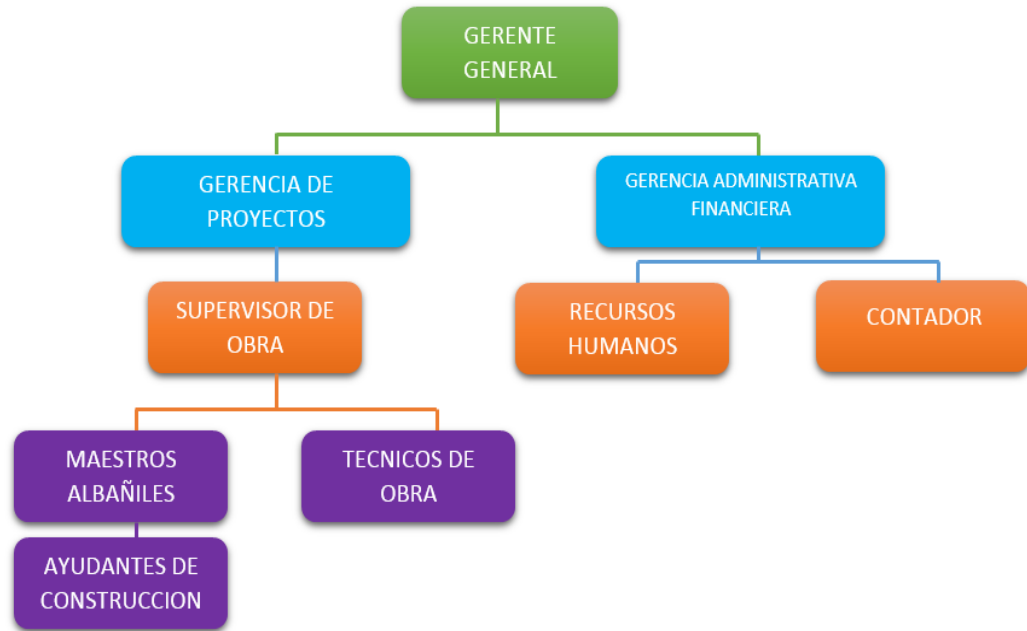 GERENTE
GENERAL
GERENCIA DE
PROYECTOS
GERENCIA ADMINISTRATIVA
FINANCIERA
SUPERVISOR DE
OBRA
RECURSOS
HUMANOS
CONTADOR
MAESTROS
ALBAÑILES
TECNICOS DE
OBRA
AYUDANTES DE
CONSTRUCCION